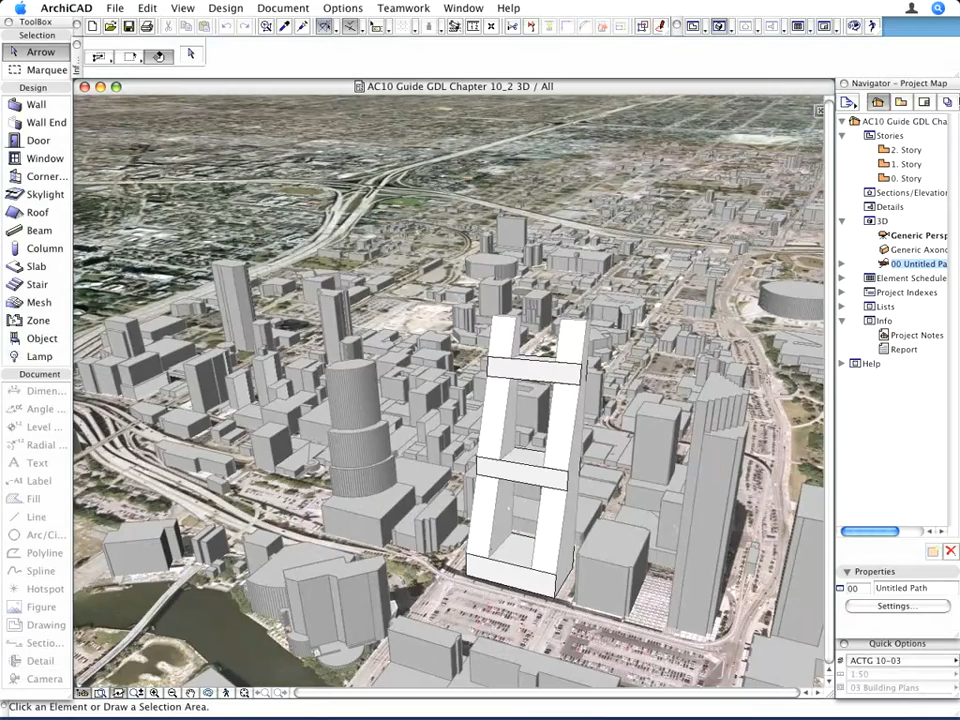 ArchiCAD File Edit View Design Document Options Teamwork Window Help
ToolBox
Selection
Arrow
Marquee
Design
Wall
Wall End
Door
Window
Corner...
Skylight
Roof
Beam
Column
Slab
Stair
Mesh
Zone
Object
Lamp
Document
Dimen...
Angle ...
Level ...
Radial ...
Text
Label
Fill
Line
Arc/Ci...
Polyline
Spline
Hotspot
Figure
Drawing
Sectio...
Detail
Camera
AC10 Guide GDL Chapter 10_2 3D / All
Navigator - Project Map
AC10 Guide GDL Cha
Stories
2. Story
1. Story
0. Story
Sections/Elevation
Details
3D
Generic Persp
Generic Axono
00 Untitled Pa
Element Schedule
Project Indexes
Lists
Info
Project Notes
Report
Help
Properties
00 Untitled Path
Settings...
Quick Options
ACTG 10-03
1:50
03 Building Plans
Click an Element or Draw a Selection Area.